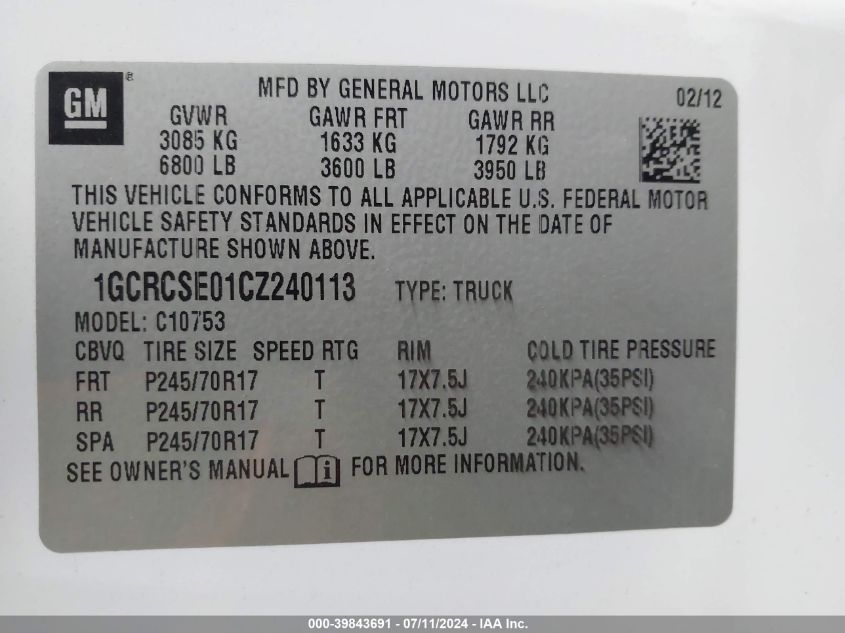 GM ®
MFD BY GENERAL MOTORS LLC
02/12
GVWR GAWR FRT GAWR RR
3085 KG 1633 KG 1792 KG
6800 LB 3600 LB 3950 LB
THIS VEHICLE CONFORMS TO ALL APPLICABLE U.S. FEDERAL MOTOR
VEHICLE SAFETY STANDARDS IN EFFECT ON THE DATE OF
MANUFACTURE SHOWN ABOVE.
1GCRCSE01CZ240113 TYPE: TRUCK
MODEL: C10753
CBVQ TIRE SIZE SPEED RTG RIM COLD TIRE PRESSURE
FRT P245/70R17 T 17X7.5J 240KPA(35PSI)
RR P245/70R17 T 17X7.5J 240KPA(35PSI)
SPA P245/70R17 T 17X7.5J 240KPA(35PSI)
SEE OWNER'S MANUAL i FOR MORE INFORMATION.
000-39843691 - 07/11/2024 - IAA Inc.